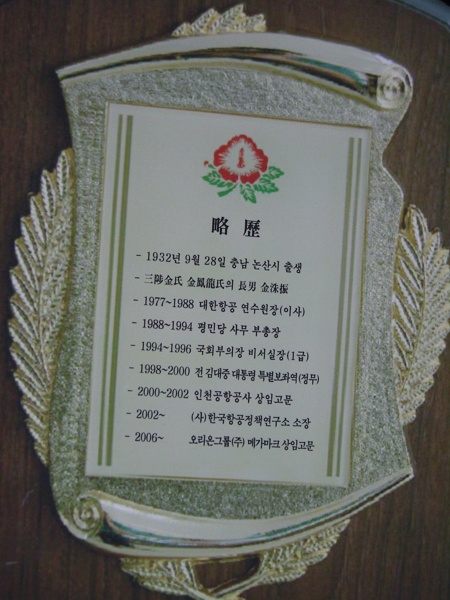 略 歷
- 1932년 9월 28일 충남 논산시 출생
- 三陟金氏 金鳳龍氏의 長男 金洙振
- 1977~1988 대한항공 연수원장(이사)
- 1988~1994 평민당 사무 부총장
- 1994~1996 국회부의장 비서실장(1급)
- 1998~2000 전 김대중 대통령 특별보좌역(정무)
- 2000~2002 인천공항공사 상임고문
- 2002~ (사)한국항공정책연구소 소장
- 2006~ 오리온그룹(주) 메가마크 상임고문